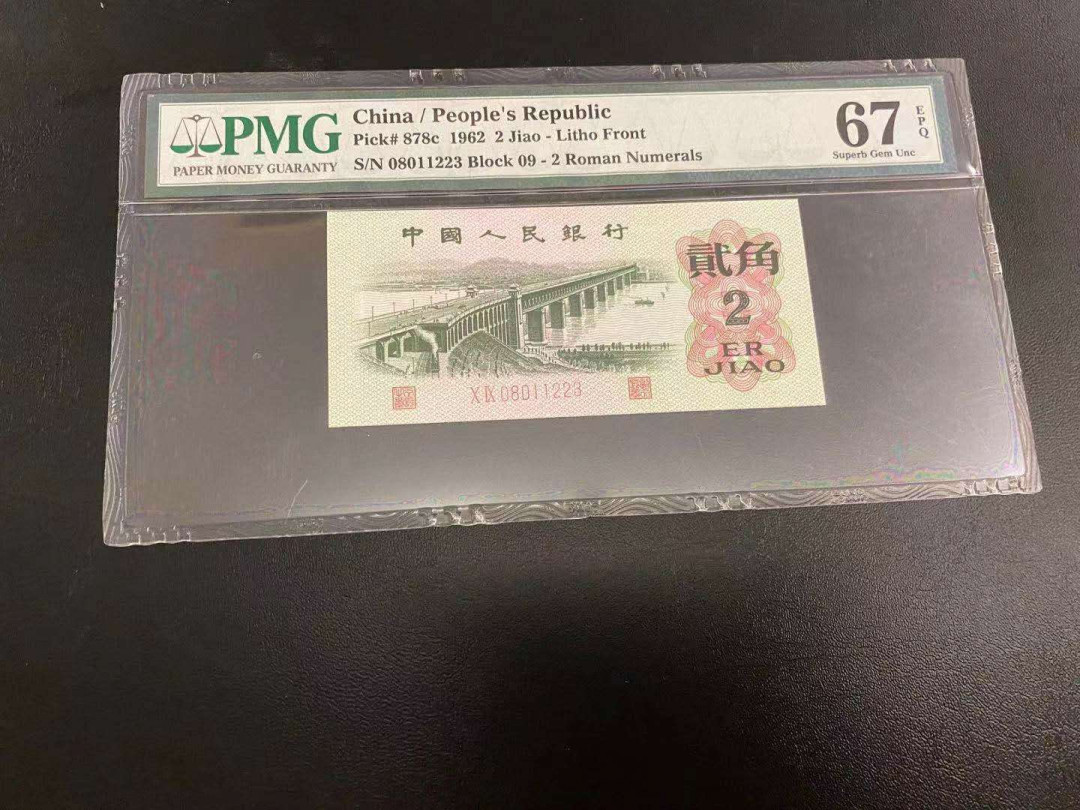 PMG
PAPER MONEY GUARANTY
China / People's Republic
Pick# 878c 1962 2 Jiao - Litho Front
S/N 08011223 Block 09 - 2 Roman Numerals
67 EPQ
Superb Gem Unc
中國人民銀行
貳角
2
ER
JIAO
X IX 08011223